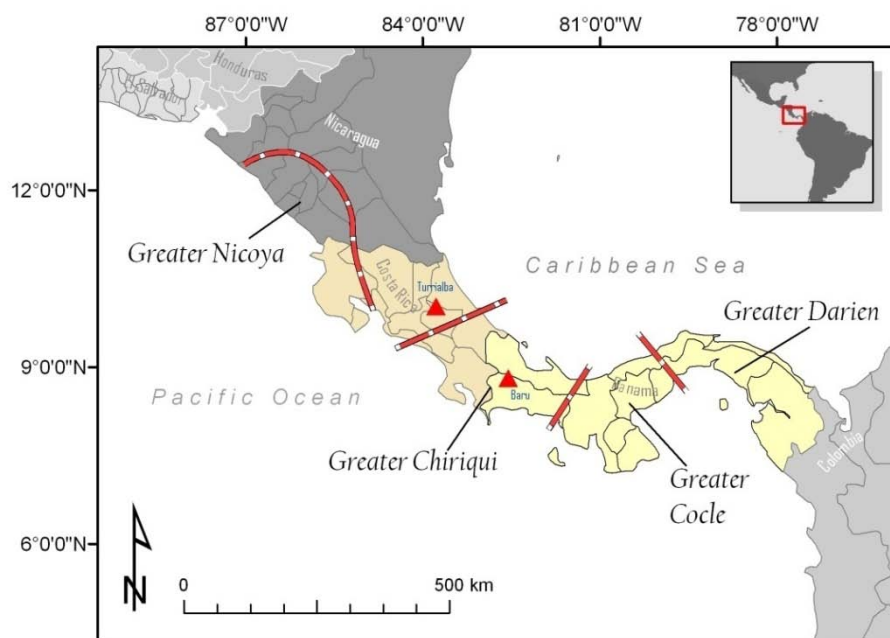 87°0'0"W 84°0'0"W 81°0'0"W 78°0'0"W
Honduras
El Salvador
Nicaragua
12°0'0"N
Greater Nicoya
Caribbean Sea
Costa Rica
Turrialba
Greater Darien
9°0'0"N
Pacific Ocean
Baru
Panama
Colombia
Greater Chiriqui
Greater
Cocle
6°0'0"N
N
0 500 km